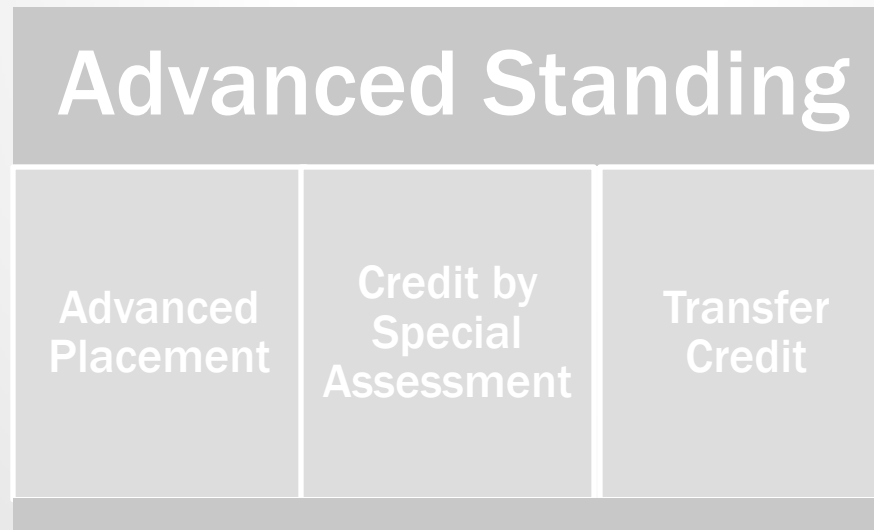 Advanced Standing
Advanced
Placement
Credit by
Special
Assessment
Transfer
Credit